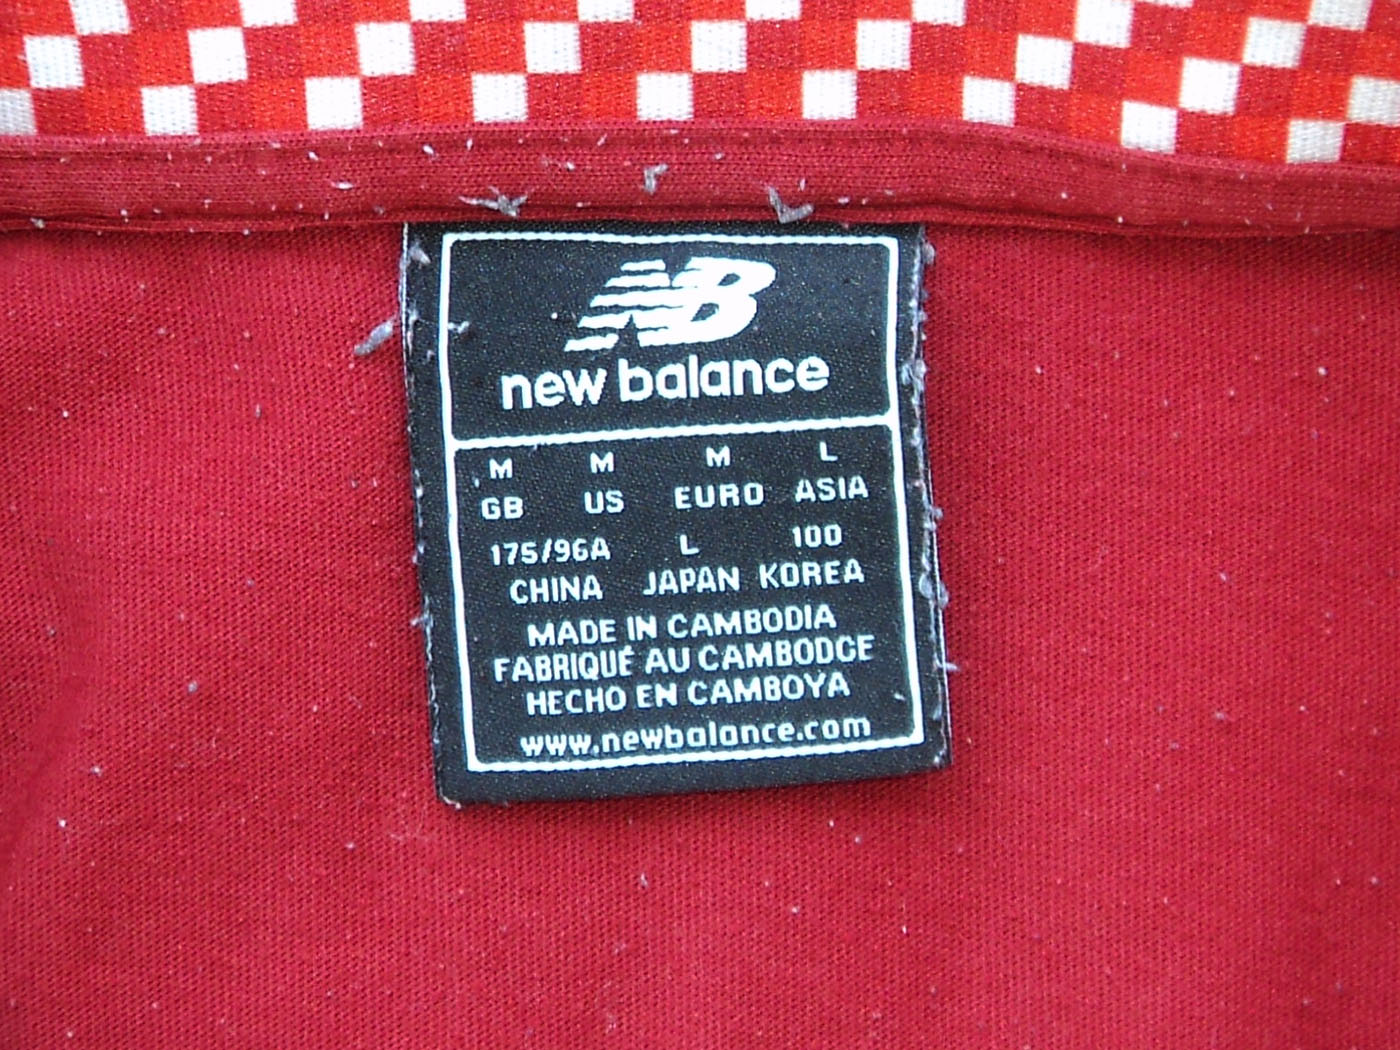 NB
new balance
M M M L
GB US EURO ASIA
175/96A L 100
CHINA JAPAN KOREA
MADE IN CAMBODIA
FABRIQUÉ AU CAMBODGE
HECHO EN CAMBOYA
www.newbalance.com